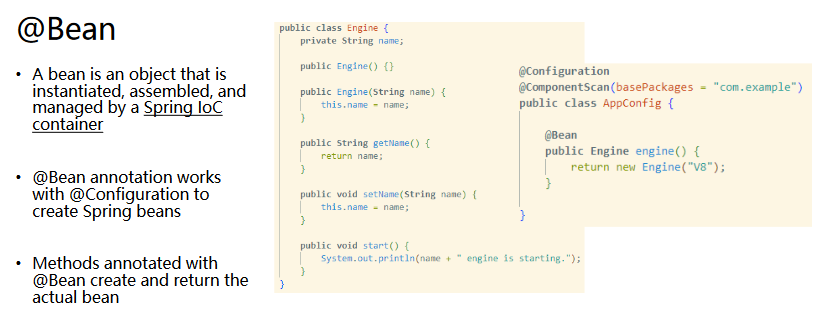 @Bean
• A bean is an object that is
instantiated, assembled, and
managed by a Spring IoC
container
• @Bean annotation works
with @Configuration to
create Spring beans
• Methods annotated with
@Bean create and return the
actual bean
public class Engine {
private String name;
public Engine() {}
public Engine(String name) {
this.name = name;
}
public String getName() {
return name;
}
public void setName(String name) {
this.name = name;
}
public void start() {
System.out.println(name + " engine is starting.");
}
}
@Configuration
@ComponentScan(basePackages = "com.example")
public class AppConfig {
@Bean
public Engine engine() {
return new Engine("V8");
}
}